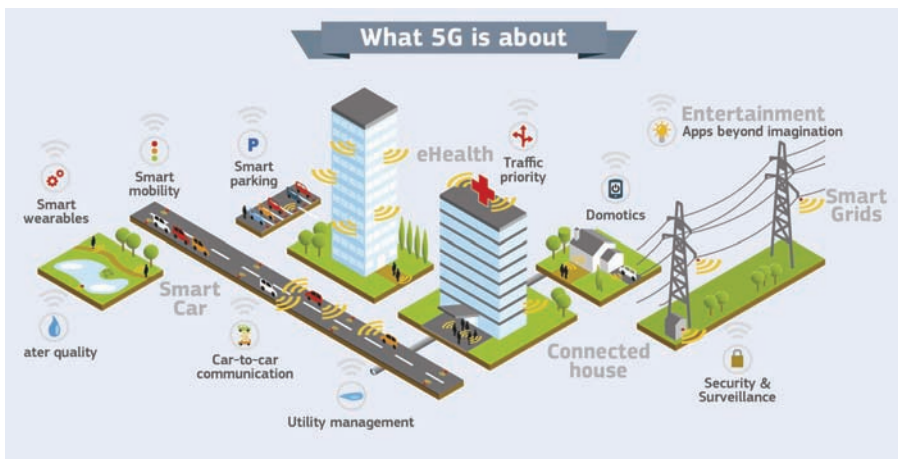 What 5G is about
Entertainment
Apps beyond imagination
eHealth
Traffic
priority
Smart
parking
Smart
mobility
Smart
wearables
P
Domotics
Smart
Grids
Smart
Car
ater quality
Car-to-car
communication
Connected
house
Utility management
Security &
Surveillance